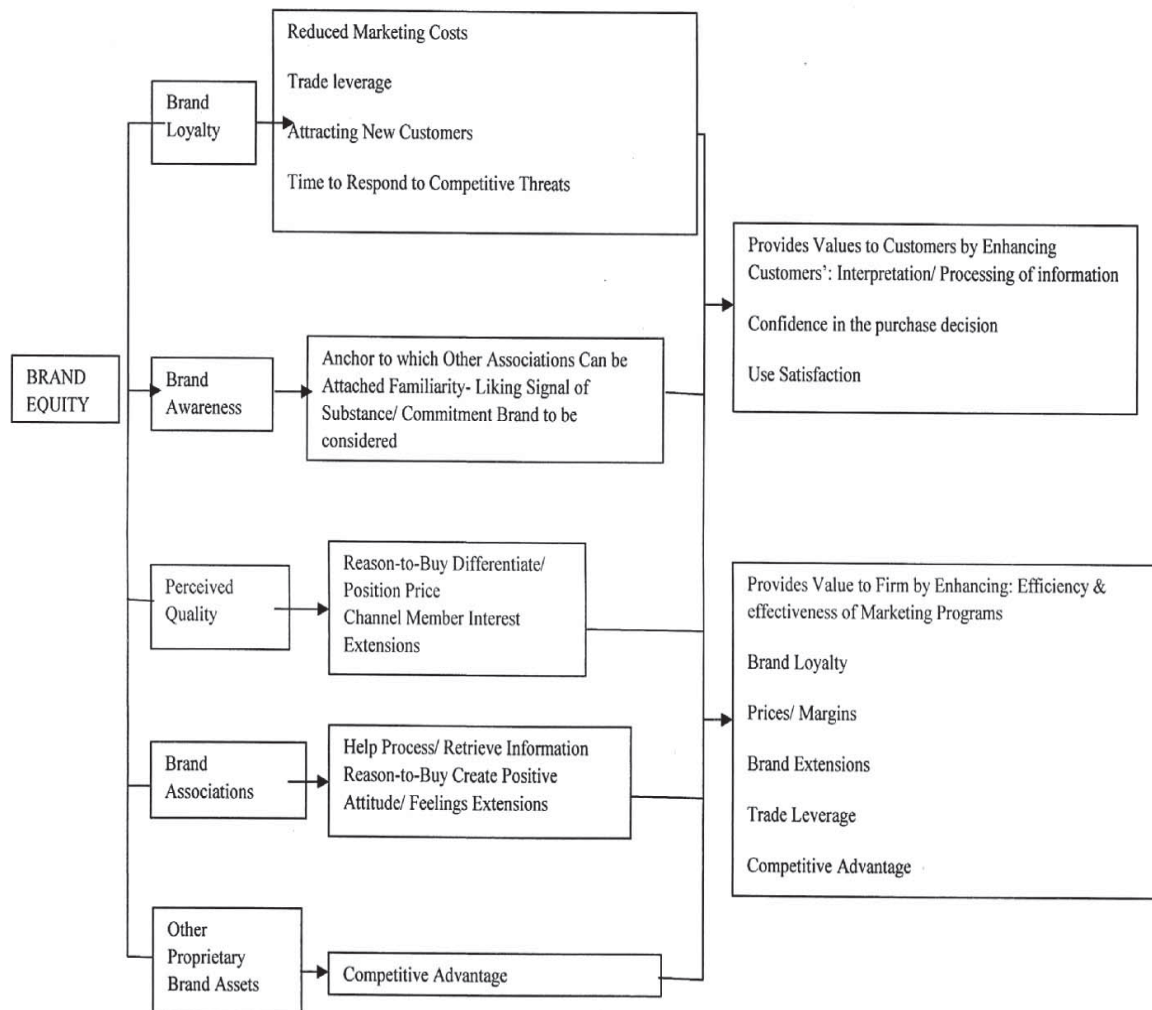 Reduced Marketing Costs
Trade leverage
Attracting New Customers
Time to Respond to Competitive Threats
Brand
Loyalty
Provides Values to Customers by Enhancing
Customers': Interpretation/ Processing of information
Confidence in the purchase decision
Use Satisfaction
BRAND
EQUITY
Brand
Awareness
Anchor to which Other Associations Can be
Attached Familiarity- Liking Signal of
Substance/ Commitment Brand to be
considered
Perceived
Quality
Reason-to-Buy Differentiate/
Position Price
Channel Member Interest
Extensions
Provides Value to Firm by Enhancing: Efficiency &
effectiveness of Marketing Programs
Brand Loyalty
Prices/ Margins
Brand Extensions
Trade Leverage
Competitive Advantage
Brand
Associations
Help Process/ Retrieve Information
Reason-to-Buy Create Positive
Attitude/ Feelings Extensions
Other
Proprietary
Brand Assets
Competitive Advantage